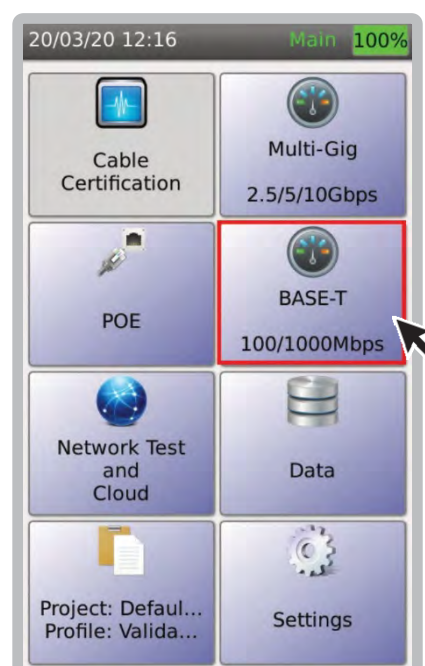 20/03/20 12:16 Main 100%
Cable
Certification
Multi-Gig
2.5/5/10Gbps
POE
BASE-T
100/1000Mbps
Network Test
and
Cloud
Data
Project: Defaul...
Profile: Valida...
Settings